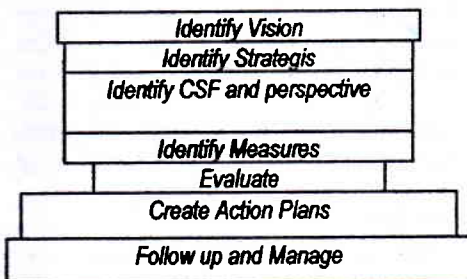 Identify Vision
Identify Strategis
Identify CSF and perspective
Identify Measures
Evaluate
Create Action Plans
Follow up and Manage